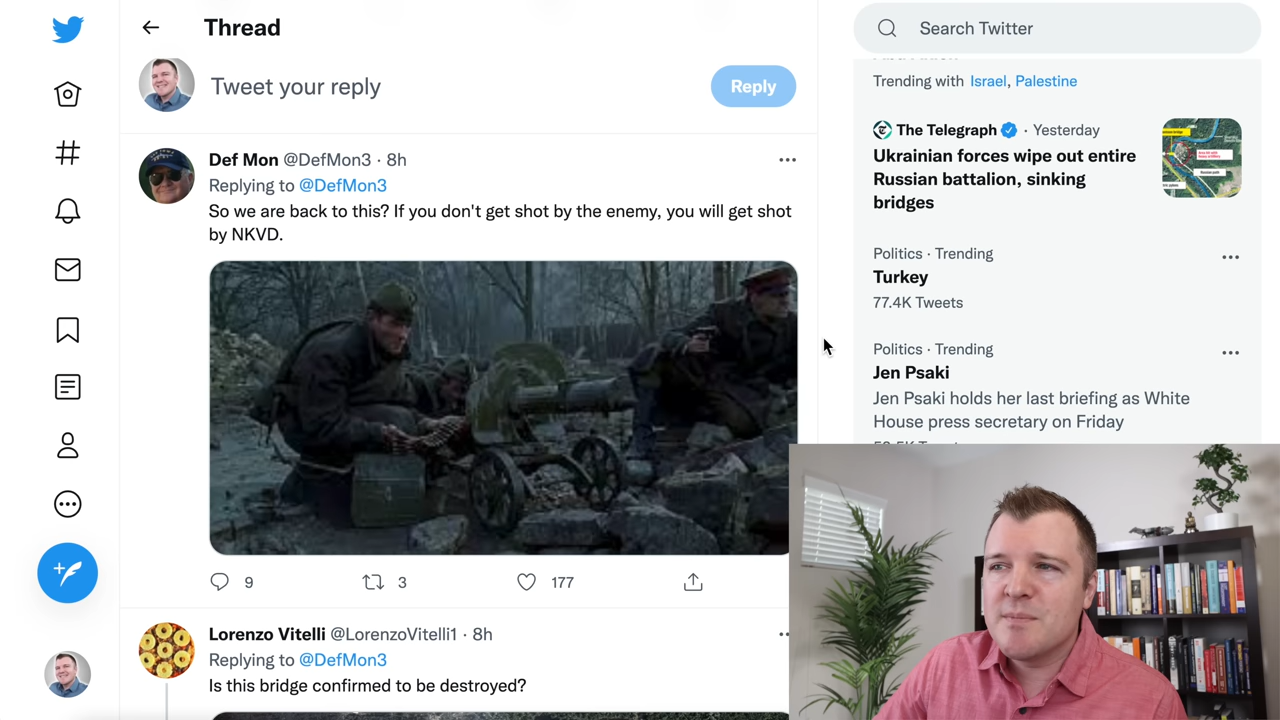 Thread
Search Twitter
Tweet your reply
Reply
Def Mon @DefMon3 · 8h
Replying to @DefMon3
So we are back to this? If you don't get shot by the enemy, you will get shot
by NKVD.
9
3
177
Lorenzo Vitelli @LorenzoVitelli1 · 8h
Replying to @DefMon3
Is this bridge confirmed to be destroyed?
Trending with Israel, Palestine
The Telegraph · Yesterday
Ukrainian forces wipe out entire
Russian battalion, sinking
bridges
Politics · Trending
Turkey
77.4K Tweets
Politics · Trending
Jen Psaki
Jen Psaki holds her last briefing as White
House press secretary on Friday